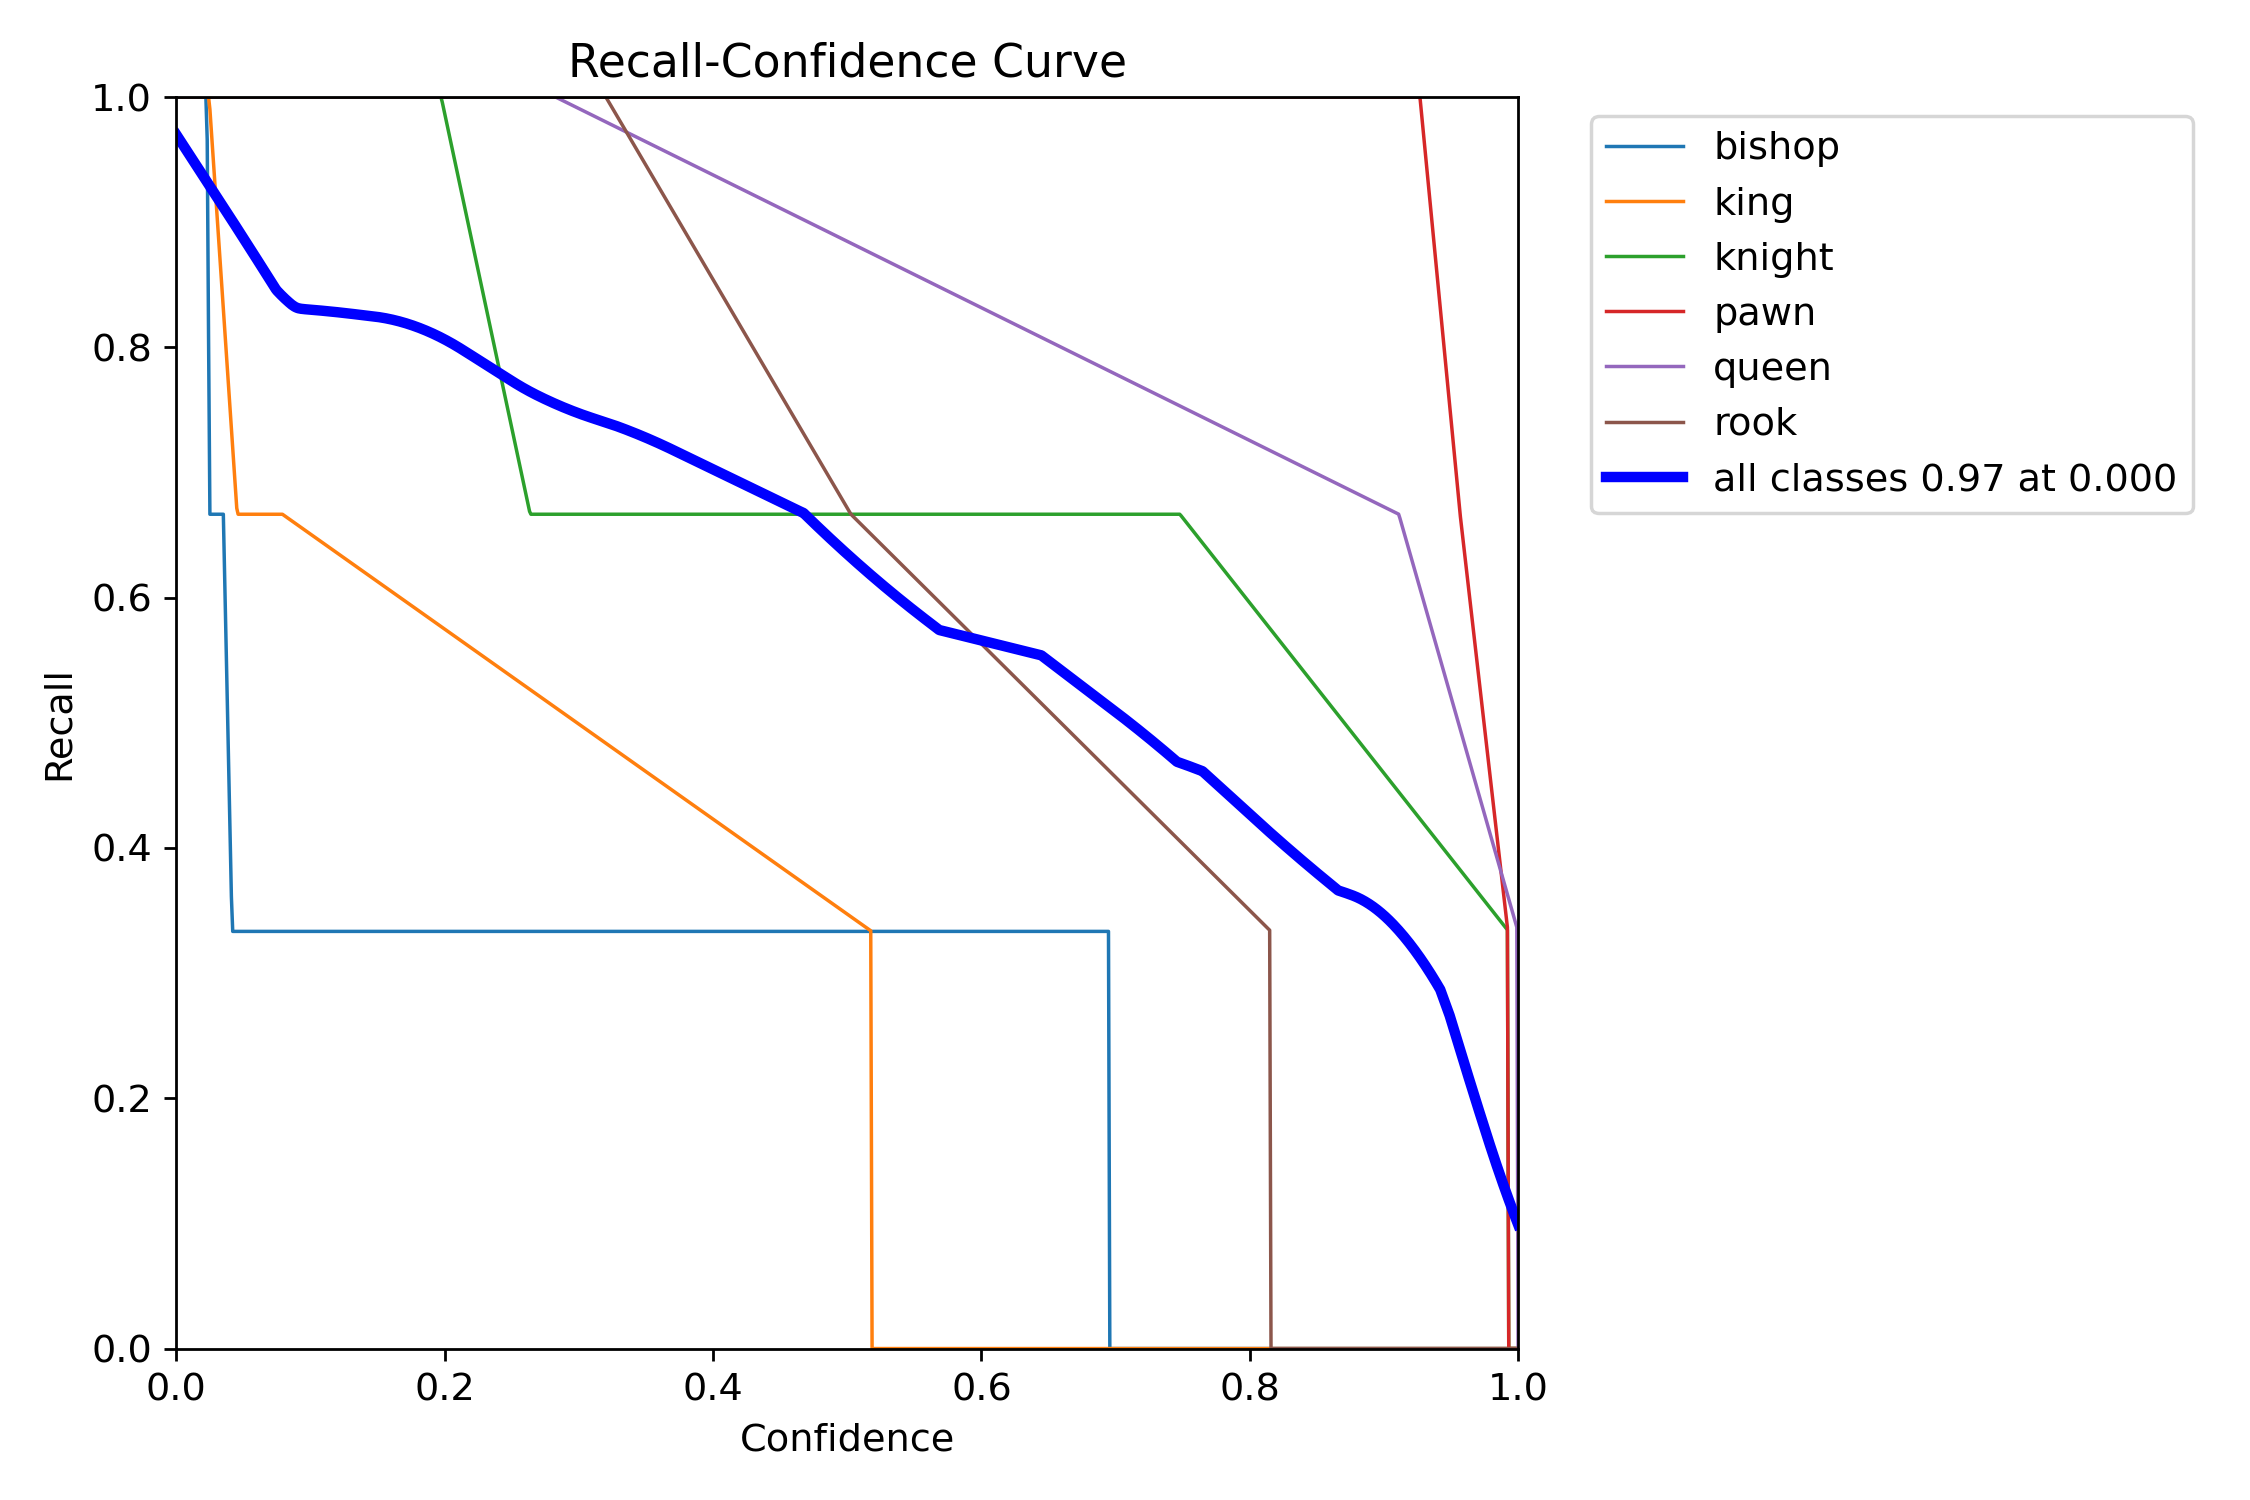 Recall-Confidence Curve
1.0
0.8
0.6
0.4
0.2
0.0
Recall
0.0 0.2 0.4 0.6 0.8 1.0
Confidence
bishop
king
knight
pawn
queen
rook
all classes 0.97 at 0.000